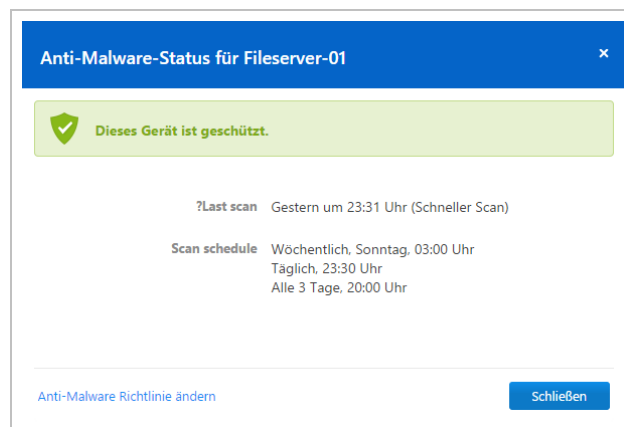 Anti-Malware-Status für Fileserver-01 ×
Dieses Gerät ist geschützt.
?Last scan Gestern um 23:31 Uhr (Schneller Scan)
Scan schedule Wöchentlich, Sonntag, 03:00 Uhr
Täglich, 23:30 Uhr
Alle 3 Tage, 20:00 Uhr
Anti-Malware Richtlinie ändern Schließen